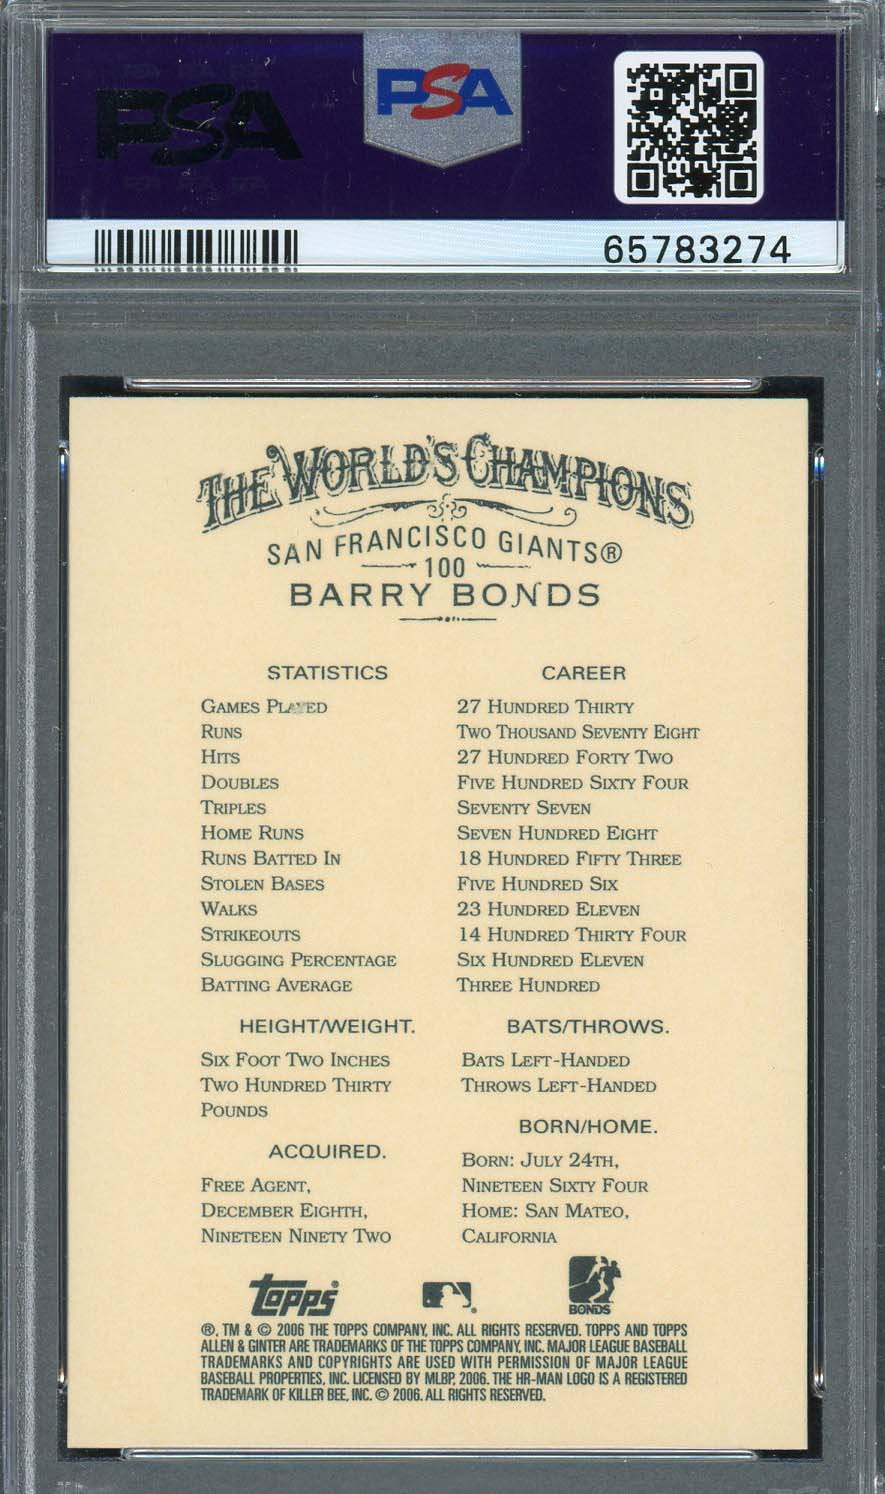 PSA
PSA
65783274
THE WORLD'S CHAMPIONS
SAN FRANCISCO GIANTS®
100
BARRY BONDS
STATISTICS
GAMES PLAYED
RUNS
HITS
DOUBLES
TRIPLES
HOME RUNS
RUNS BATTED IN
STOLEN BASES
WALKS
STRIKEOUTS
SLUGGING PERCENTAGE
BATTING AVERAGE
CAREER
27 HUNDRED THIRTY
TWO THOUSAND SEVENTY EIGHT
27 HUNDRED FORTY TWO
FIVE HUNDRED SIXTY FOUR
SEVENTY SEVEN
SEVEN HUNDRED EIGHT
18 HUNDRED FIFTY THREE
FIVE HUNDRED SIX
23 HUNDRED ELEVEN
14 HUNDRED THIRTY FOUR
SIX HUNDRED ELEVEN
THREE HUNDRED
HEIGHT/WEIGHT.
SIX FOOT TWO INCHES
TWO HUNDRED THIRTY
POUNDS
ACQUIRED.
FREE AGENT,
DECEMBER EIGHTH,
NINETEEN NINETY TWO
BATS/THROWS.
BATS LEFT-HANDED
THROWS LEFT-HANDED
BORN/HOME.
BORN: JULY 24TH,
NINETEEN SIXTY FOUR
HOME: SAN MATEO,
CALIFORNIA
Topps®
BONDS
®, TM & © 2006 THE TOPPS COMPANY, INC. ALL RIGHTS RESERVED. TOPPS AND TOPPS
ALLEN & GINTER ARE TRADEMARKS OF THE TOPPS COMPANY, INC. MAJOR LEAGUE BASEBALL
TRADEMARKS AND COPYRIGHTS ARE USED WITH PERMISSION OF MAJOR LEAGUE
BASEBALL PROPERTIES, INC. LICENSED BY MLBP, 2006. THE HR-MAN LOGO IS A REGISTERED
TRADEMARK OF KILLER BEE, INC. © 2006. ALL RIGHTS RESERVED.